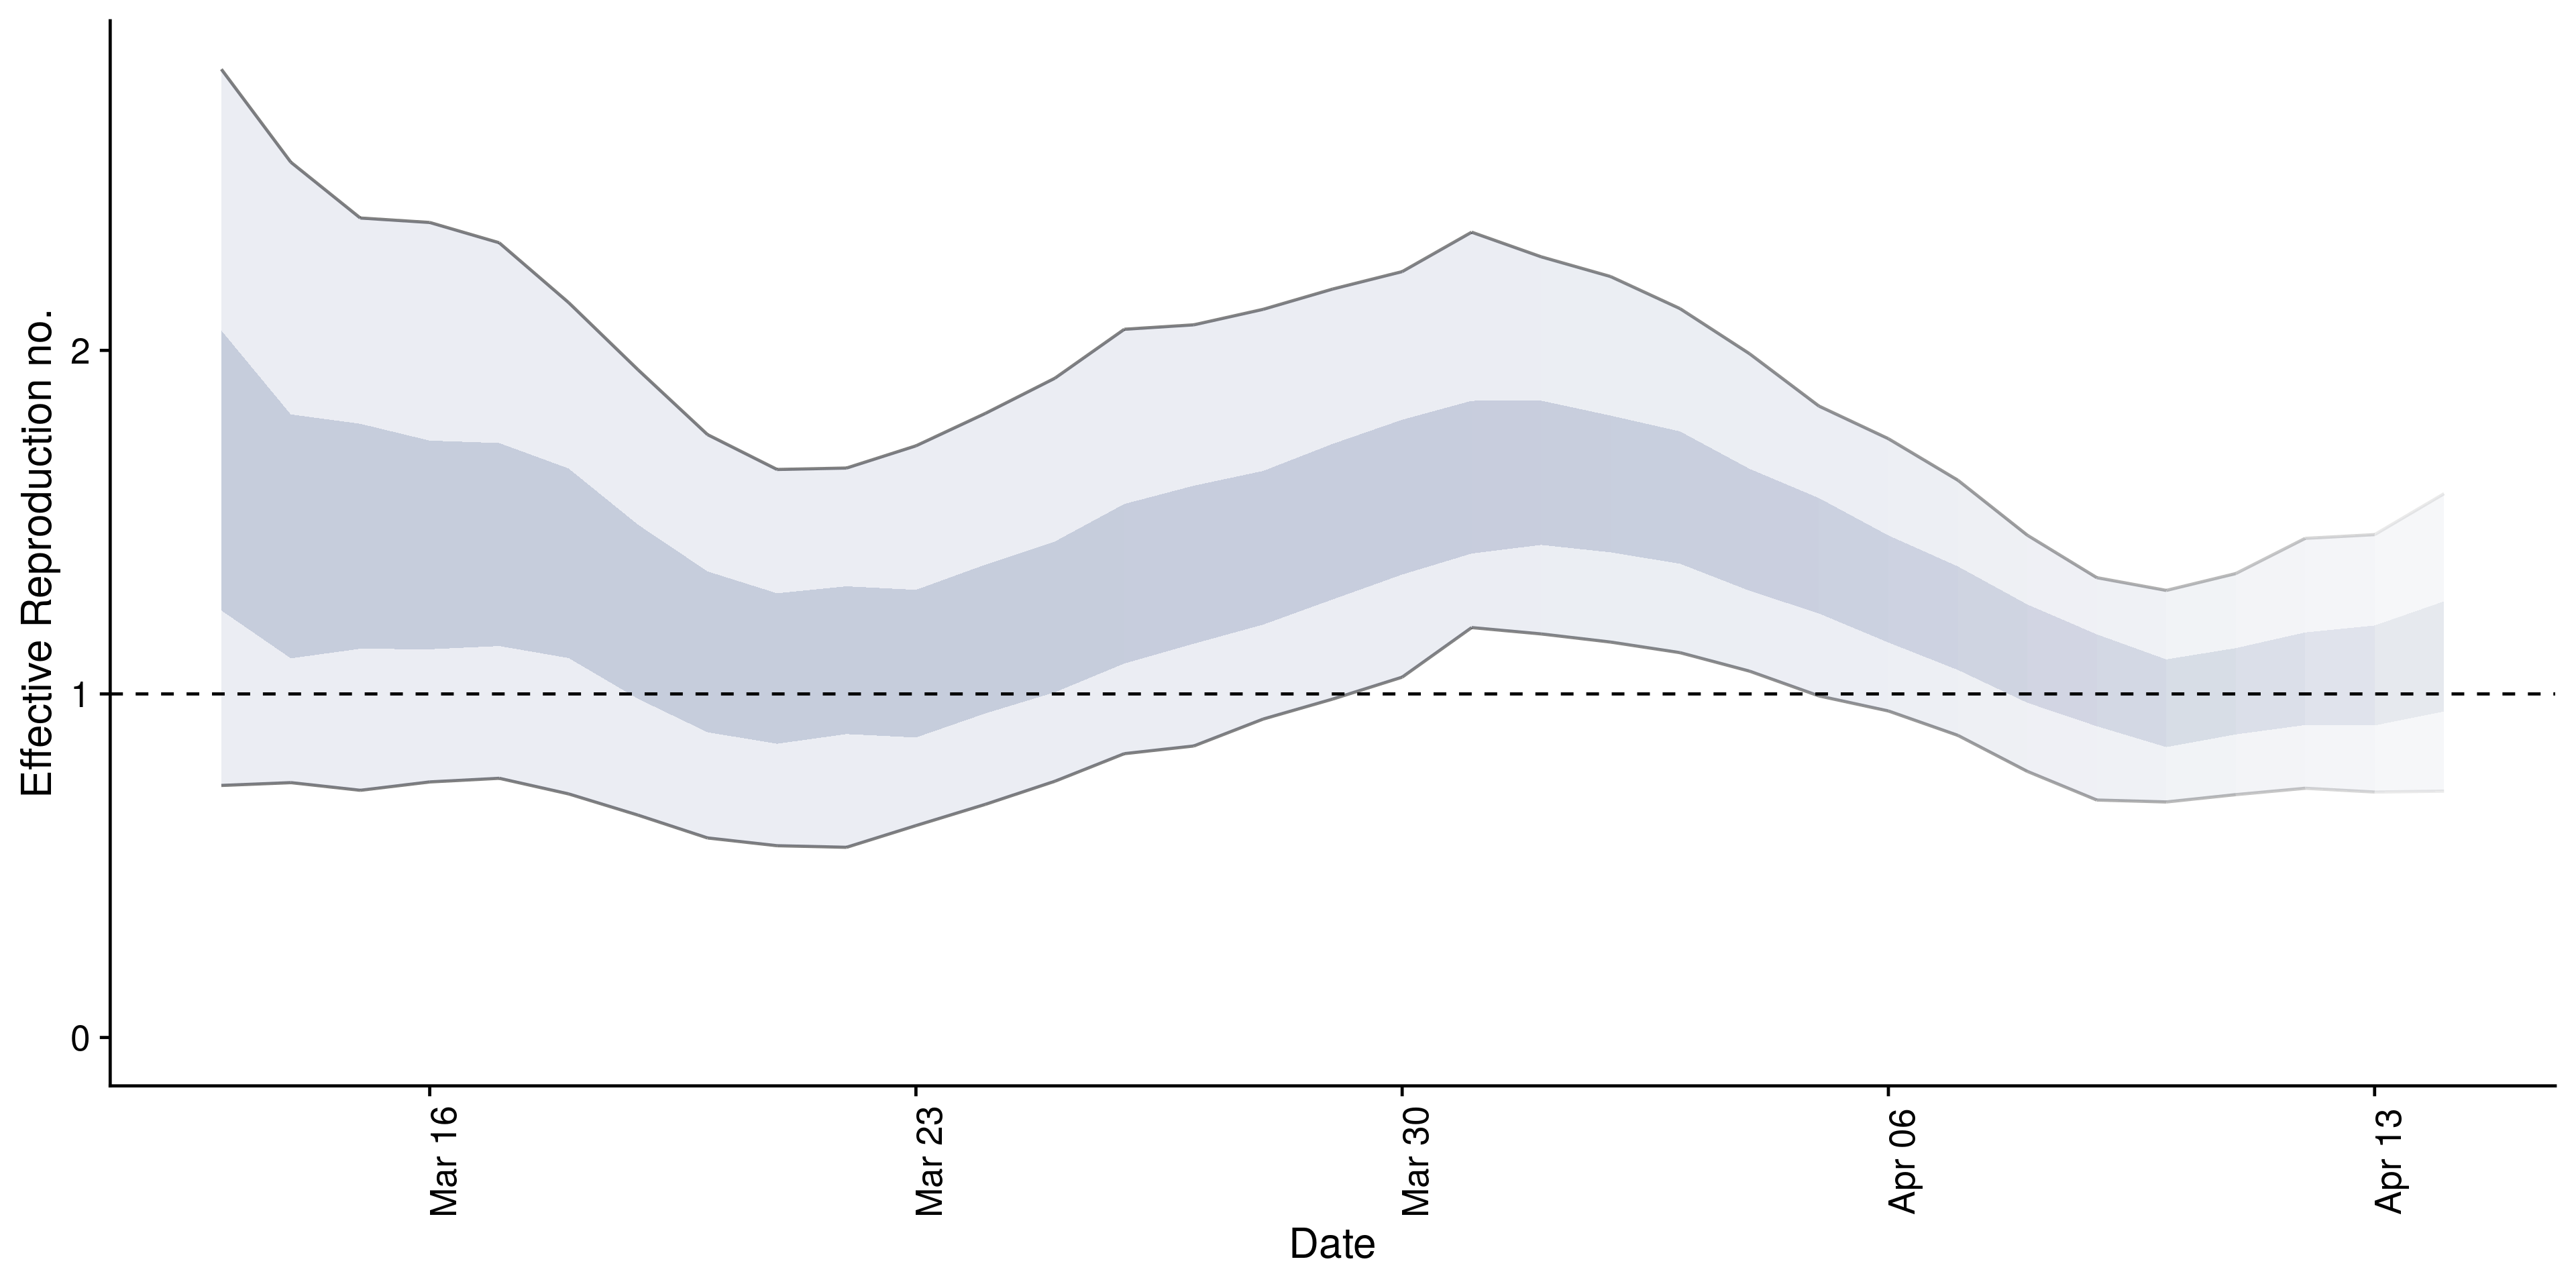 Effective Reproduction no.
2
1
0
Mar 16
Mar 23
Mar 30
Apr 06
Apr 13
Date